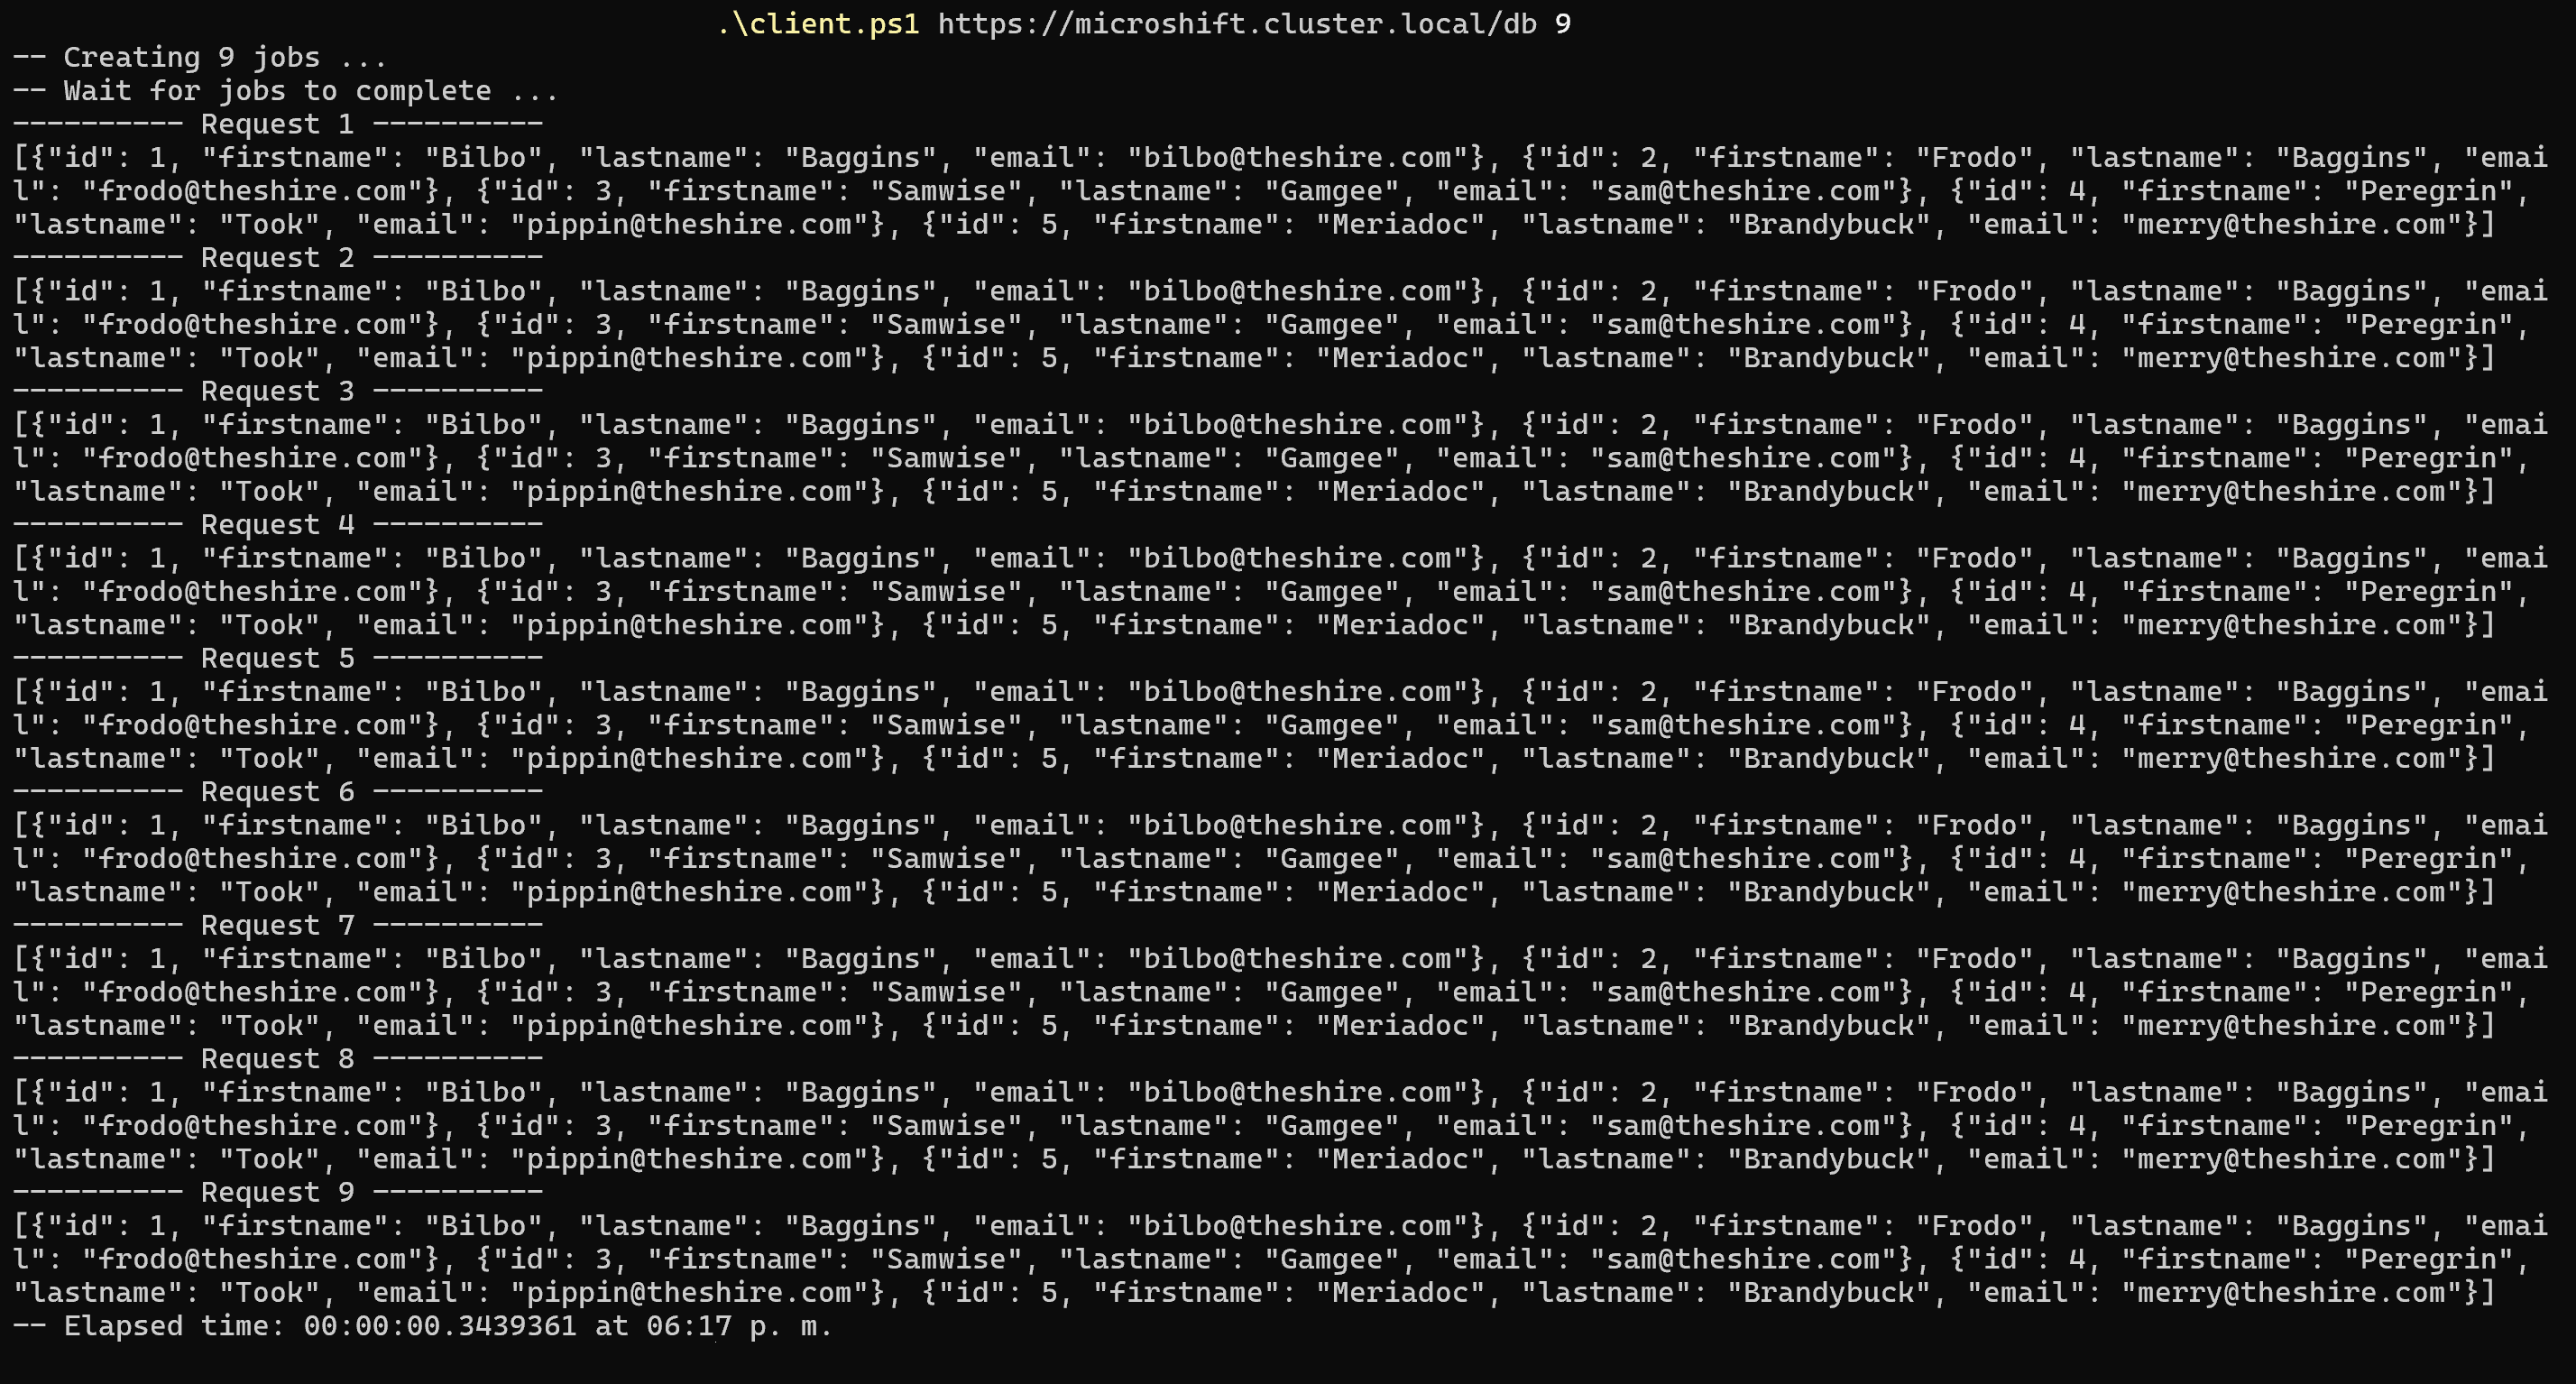 .\client.ps1 https://microshift.cluster.local/db 9
-- Creating 9 jobs ...
-- Wait for jobs to complete ...
---------- Request 1 ----------
[{"id": 1, "firstname": "Bilbo", "lastname": "Baggins", "email": "bilbo@theshire.com"}, {"id": 2, "firstname": "Frodo", "lastname": "Baggins", "emai
l": "frodo@theshire.com"}, {"id": 3, "firstname": "Samwise", "lastname": "Gamgee", "email": "sam@theshire.com"}, {"id": 4, "firstname": "Peregrin",
"lastname": "Took", "email": "pippin@theshire.com"}, {"id": 5, "firstname": "Meriadoc", "lastname": "Brandybuck", "email": "merry@theshire.com"}]
---------- Request 2 ----------
[{"id": 1, "firstname": "Bilbo", "lastname": "Baggins", "email": "bilbo@theshire.com"}, {"id": 2, "firstname": "Frodo", "lastname": "Baggins", "emai
l": "frodo@theshire.com"}, {"id": 3, "firstname": "Samwise", "lastname": "Gamgee", "email": "sam@theshire.com"}, {"id": 4, "firstname": "Peregrin",
"lastname": "Took", "email": "pippin@theshire.com"}, {"id": 5, "firstname": "Meriadoc", "lastname": "Brandybuck", "email": "merry@theshire.com"}]
---------- Request 3 ----------
[{"id": 1, "firstname": "Bilbo", "lastname": "Baggins", "email": "bilbo@theshire.com"}, {"id": 2, "firstname": "Frodo", "lastname": "Baggins", "emai
l": "frodo@theshire.com"}, {"id": 3, "firstname": "Samwise", "lastname": "Gamgee", "email": "sam@theshire.com"}, {"id": 4, "firstname": "Peregrin",
"lastname": "Took", "email": "pippin@theshire.com"}, {"id": 5, "firstname": "Meriadoc", "lastname": "Brandybuck", "email": "merry@theshire.com"}]
---------- Request 4 ----------
[{"id": 1, "firstname": "Bilbo", "lastname": "Baggins", "email": "bilbo@theshire.com"}, {"id": 2, "firstname": "Frodo", "lastname": "Baggins", "emai
l": "frodo@theshire.com"}, {"id": 3, "firstname": "Samwise", "lastname": "Gamgee", "email": "sam@theshire.com"}, {"id": 4, "firstname": "Peregrin",
"lastname": "Took", "email": "pippin@theshire.com"}, {"id": 5, "firstname": "Meriadoc", "lastname": "Brandybuck", "email": "merry@theshire.com"}]
---------- Request 5 ----------
[{"id": 1, "firstname": "Bilbo", "lastname": "Baggins", "email": "bilbo@theshire.com"}, {"id": 2, "firstname": "Frodo", "lastname": "Baggins", "emai
l": "frodo@theshire.com"}, {"id": 3, "firstname": "Samwise", "lastname": "Gamgee", "email": "sam@theshire.com"}, {"id": 4, "firstname": "Peregrin",
"lastname": "Took", "email": "pippin@theshire.com"}, {"id": 5, "firstname": "Meriadoc", "lastname": "Brandybuck", "email": "merry@theshire.com"}]
---------- Request 6 ----------
[{"id": 1, "firstname": "Bilbo", "lastname": "Baggins", "email": "bilbo@theshire.com"}, {"id": 2, "firstname": "Frodo", "lastname": "Baggins", "emai
l": "frodo@theshire.com"}, {"id": 3, "firstname": "Samwise", "lastname": "Gamgee", "email": "sam@theshire.com"}, {"id": 4, "firstname": "Peregrin",
"lastname": "Took", "email": "pippin@theshire.com"}, {"id": 5, "firstname": "Meriadoc", "lastname": "Brandybuck", "email": "merry@theshire.com"}]
---------- Request 7 ----------
[{"id": 1, "firstname": "Bilbo", "lastname": "Baggins", "email": "bilbo@theshire.com"}, {"id": 2, "firstname": "Frodo", "lastname": "Baggins", "emai
l": "frodo@theshire.com"}, {"id": 3, "firstname": "Samwise", "lastname": "Gamgee", "email": "sam@theshire.com"}, {"id": 4, "firstname": "Peregrin",
"lastname": "Took", "email": "pippin@theshire.com"}, {"id": 5, "firstname": "Meriadoc", "lastname": "Brandybuck", "email": "merry@theshire.com"}]
---------- Request 8 ----------
[{"id": 1, "firstname": "Bilbo", "lastname": "Baggins", "email": "bilbo@theshire.com"}, {"id": 2, "firstname": "Frodo", "lastname": "Baggins", "emai
l": "frodo@theshire.com"}, {"id": 3, "firstname": "Samwise", "lastname": "Gamgee", "email": "sam@theshire.com"}, {"id": 4, "firstname": "Peregrin",
"lastname": "Took", "email": "pippin@theshire.com"}, {"id": 5, "firstname": "Meriadoc", "lastname": "Brandybuck", "email": "merry@theshire.com"}]
---------- Request 9 ----------
[{"id": 1, "firstname": "Bilbo", "lastname": "Baggins", "email": "bilbo@theshire.com"}, {"id": 2, "firstname": "Frodo", "lastname": "Baggins", "emai
l": "frodo@theshire.com"}, {"id": 3, "firstname": "Samwise", "lastname": "Gamgee", "email": "sam@theshire.com"}, {"id": 4, "firstname": "Peregrin",
"lastname": "Took", "email": "pippin@theshire.com"}, {"id": 5, "firstname": "Meriadoc", "lastname": "Brandybuck", "email": "merry@theshire.com"}]
-- Elapsed time: 00:00:00.3439361 at 06:17 p. m.